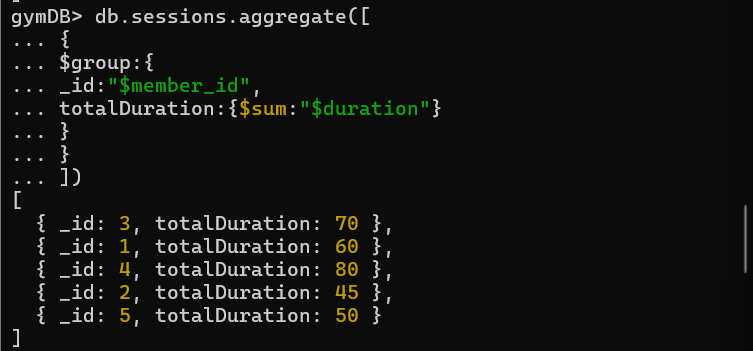 gymDB> db.sessions.aggregate([
... {
... $group:{
... _id:"$member_id",
... totalDuration:{$sum:"$duration"}
... }
... }
... ])
[
  { _id: 3, totalDuration: 70 },
  { _id: 1, totalDuration: 60 },
  { _id: 4, totalDuration: 80 },
  { _id: 2, totalDuration: 45 },
  { _id: 5, totalDuration: 50 }
]